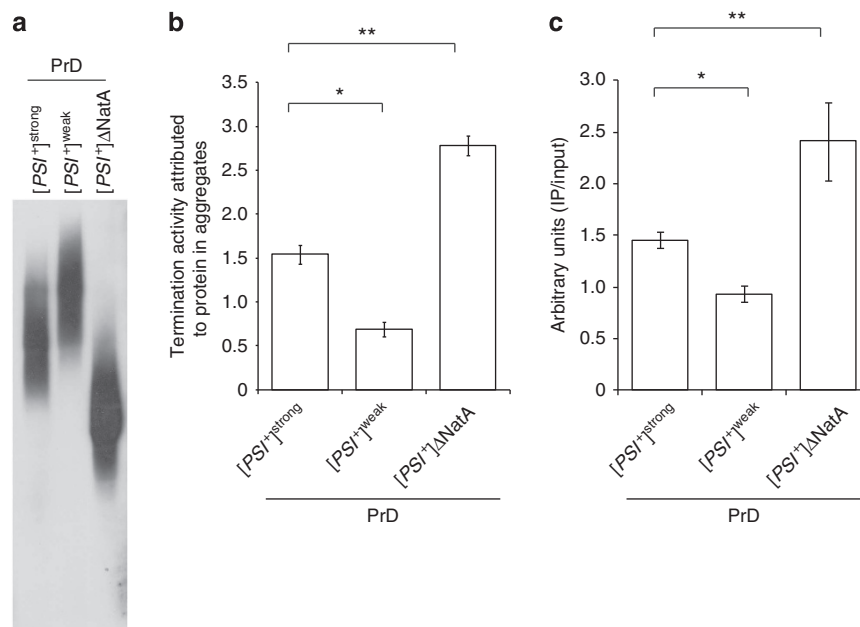 a
PrD
[PSI⁺]strong
[PSI⁺]weak
[PSI⁺]ΔNatA
b
**
*
Termination activity attributed
to protein in aggregates
3.5
3.0
2.5
2.0
1.5
1.0
0.5
0
[PSI⁺]strong
[PSI⁺]weak
[PSI⁺]ΔNatA
PrD
c
**
*
Arbitrary units (IP/input)
3.0
2.5
2.0
1.5
1.0
0.5
0
[PSI⁺]strong
[PSI⁺]weak
[PSI⁺]ΔNatA
PrD